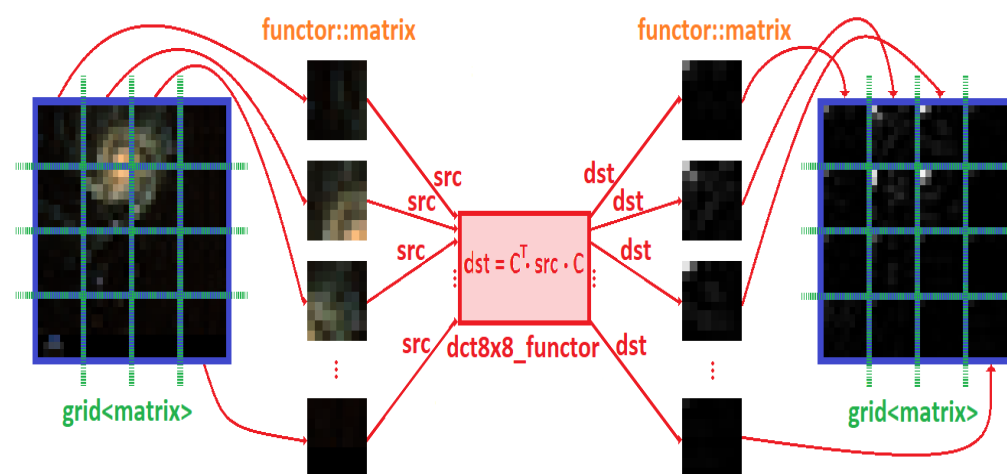 functor::matrix
functor::matrix
src
src
src
src
dst
dst
dst
dst
dst = Cᵀ· src · C
dct8x8_functor
grid<matrix>
grid<matrix>